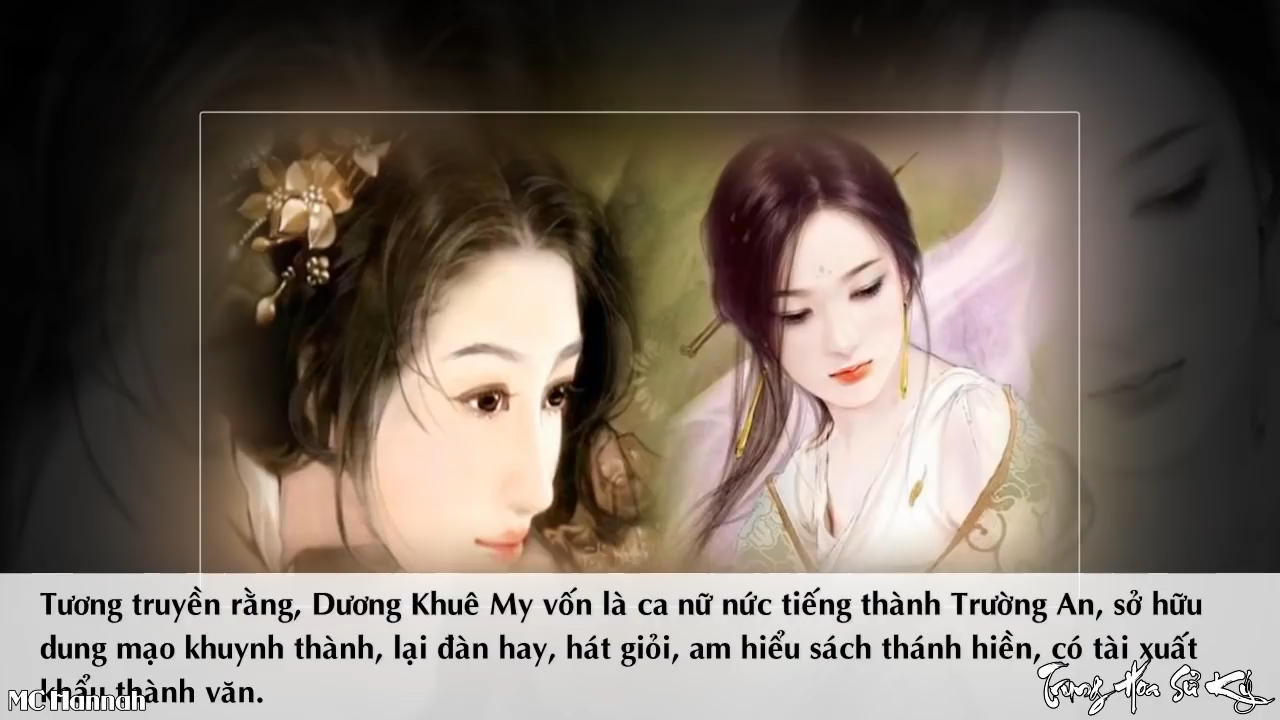 Tương truyền rằng, Dương Khuê My vốn là ca nữ nức tiếng thành Trường An, sở hữu
dung mạo khuynh thành, lại đàn hay, hát giỏi, am hiểu sách thánh hiền, có tài xuất
khẩu thành văn.
MC Hannah
Trung Hoa Sử Ký